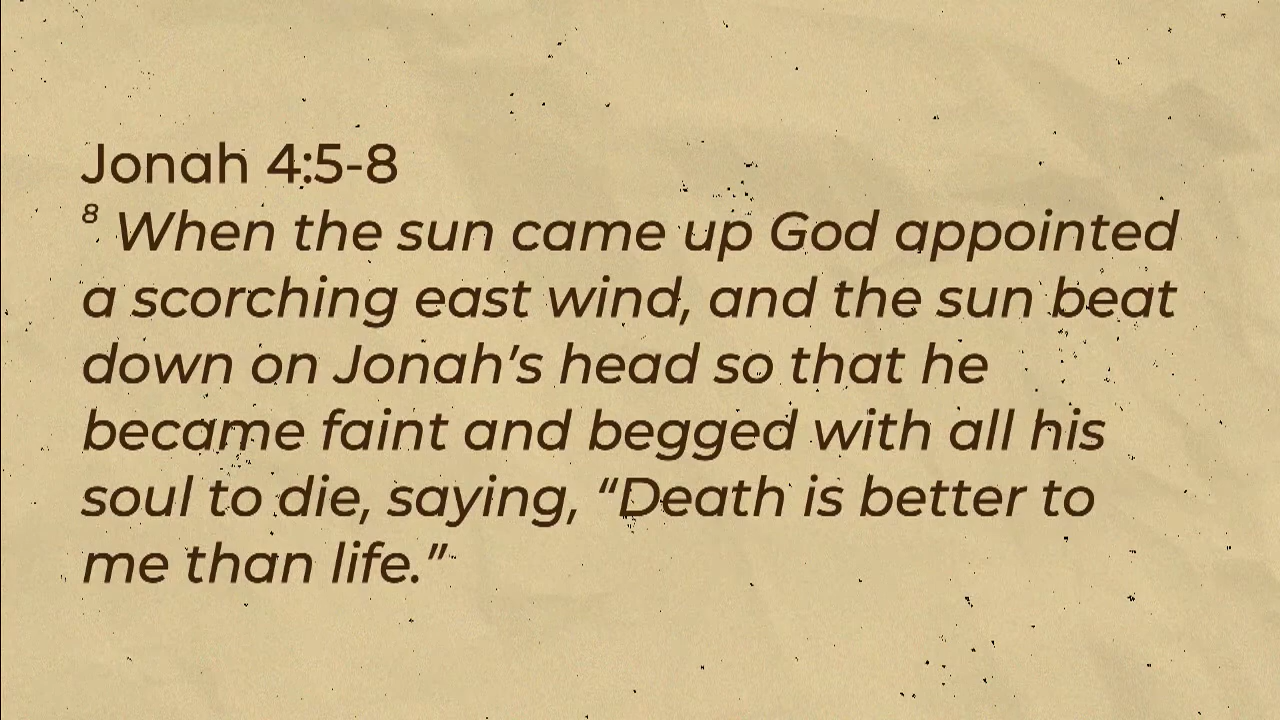 Jonah 4:5-8
⁸ When the sun came up God appointed
a scorching east wind, and the sun beat
down on Jonah’s head so that he
became faint and begged with all his
soul to die, saying, “Death is better to
me than life.”